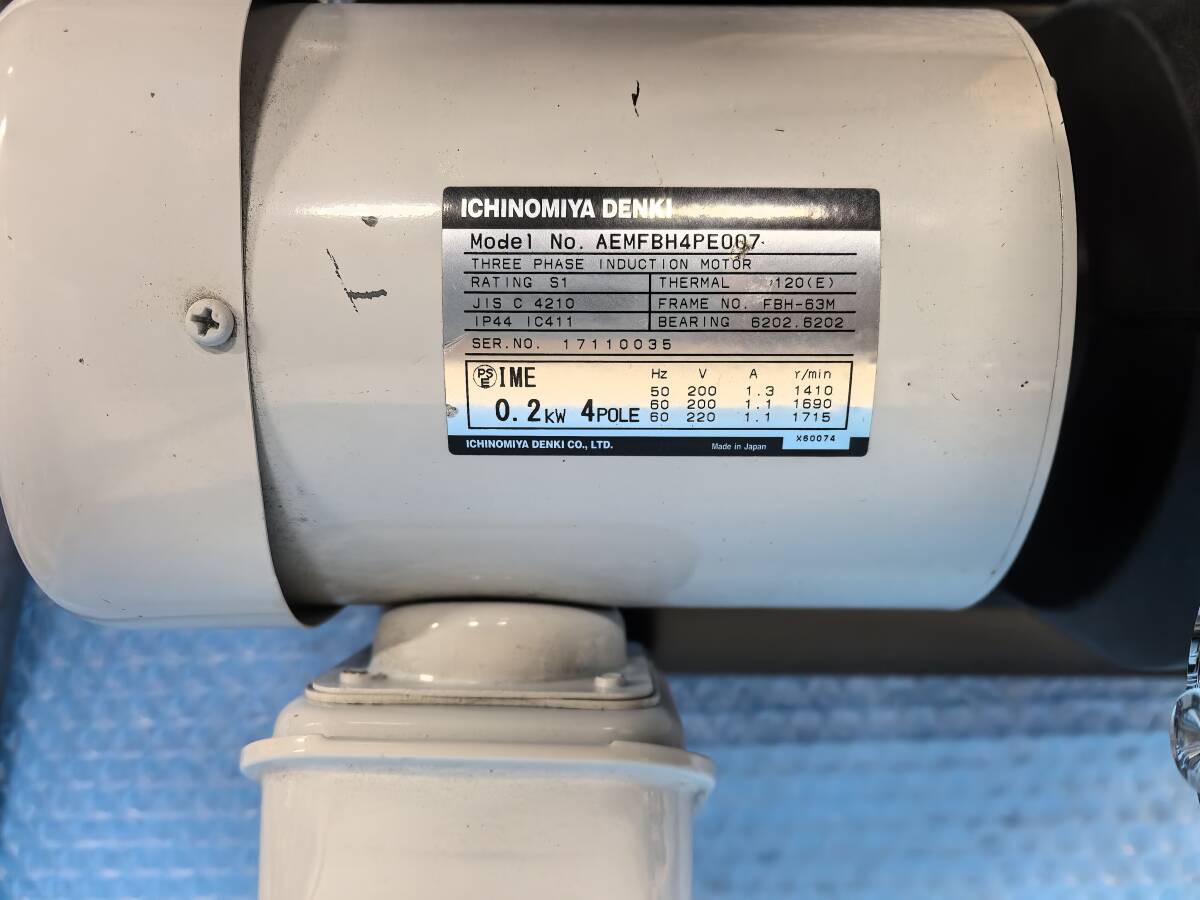 ICHINOMIYA DENKI
Model No. AEMFBH4PE007
THREE PHASE INDUCTION MOTOR
RATING S1 THERMAL 120(E)
JIS C 4210 FRAME NO. FBH-63M
IP44 IC411 BEARING 6202.6202
SER.NO. 17110035
PS E IME
0.2kW 4POLE
Hz V A r/min
50 200 1.3 1410
60 200 1.1 1690
60 220 1.1 1715
ICHINOMIYA DENKI CO., LTD. Made in Japan X60074